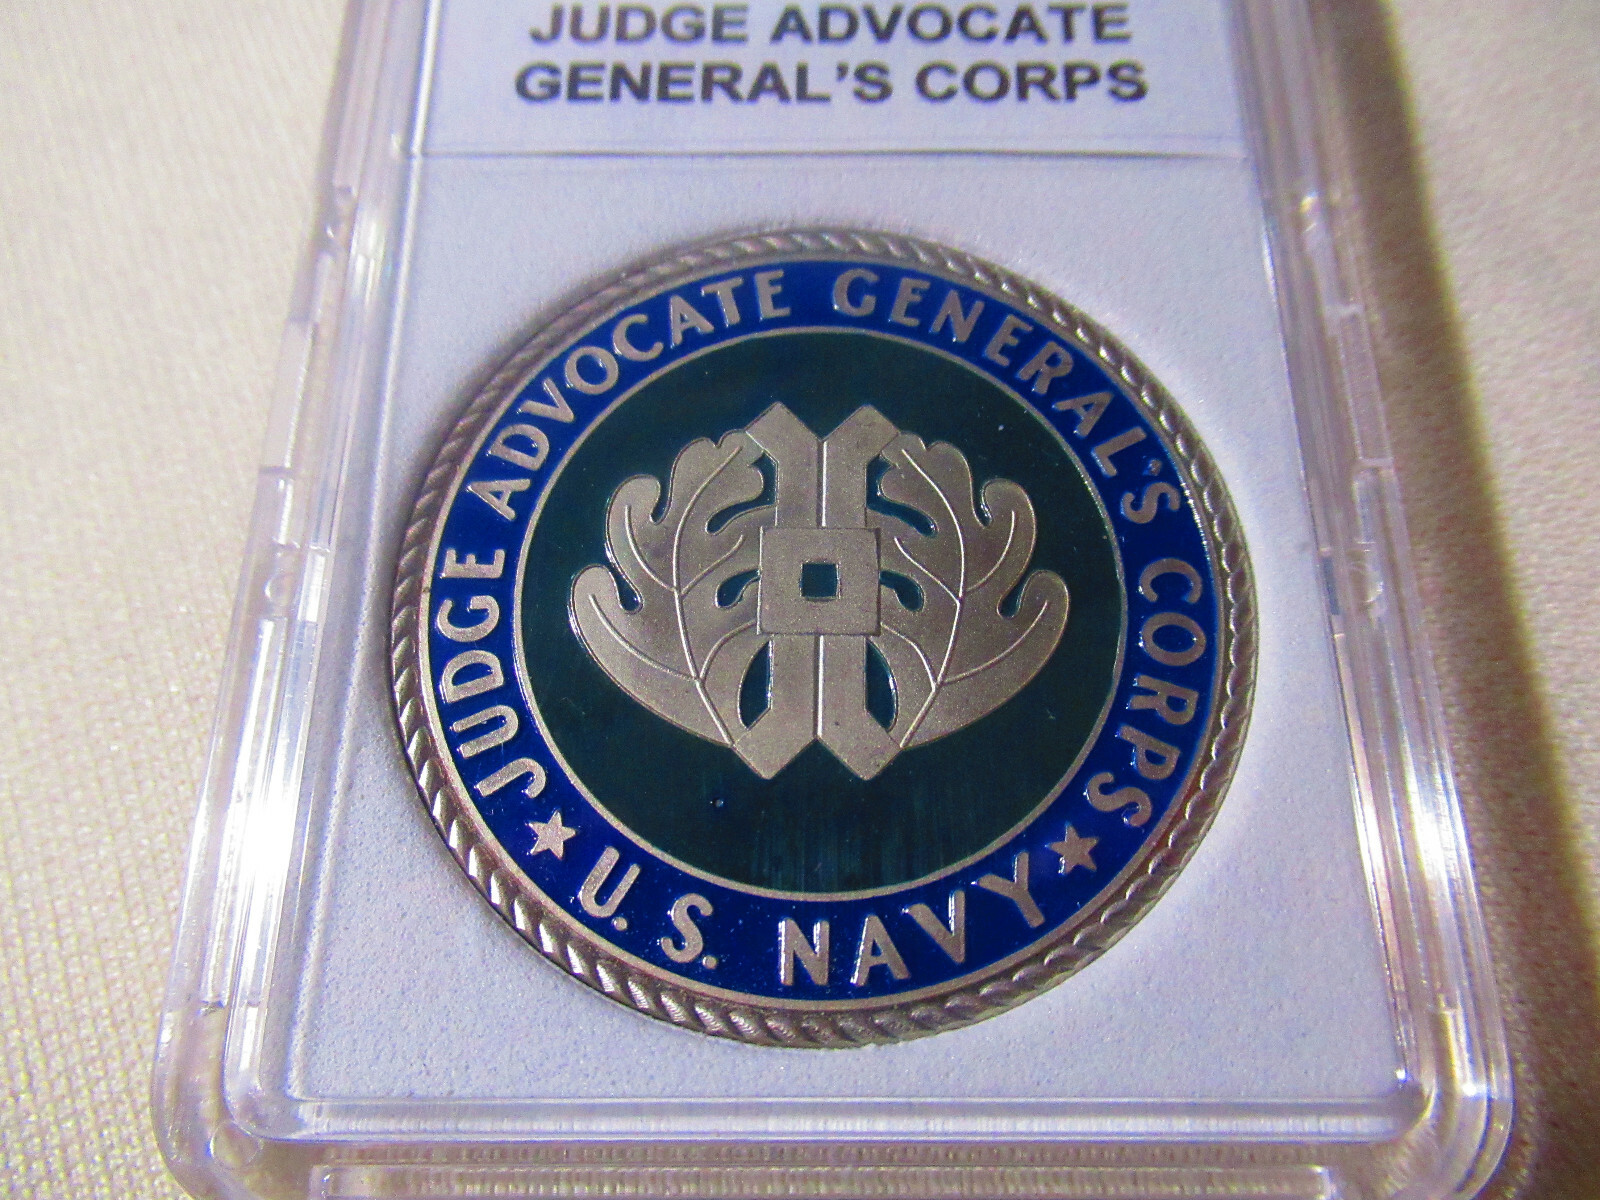 JUDGE ADVOCATE
GENERAL'S CORPS
JUDGE ADVOCATE GENERAL'S CORPS
U.S. NAVY